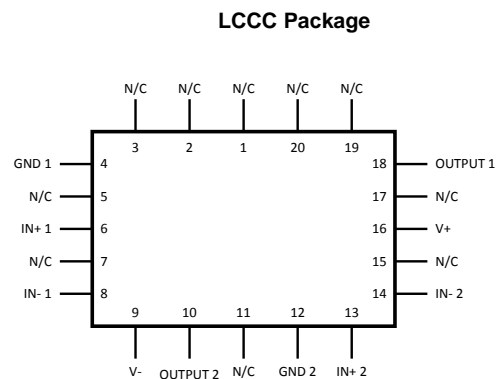 LCCC Package
N/C N/C N/C N/C N/C
3 2 1 20 19
GND 1 4 18 OUTPUT 1
N/C 5 17 N/C
IN+ 1 6 16 V+
N/C 7 15 N/C
IN- 1 8 14 IN- 2
9 10 11 12 13
V- OUTPUT 2 N/C GND 2 IN+ 2